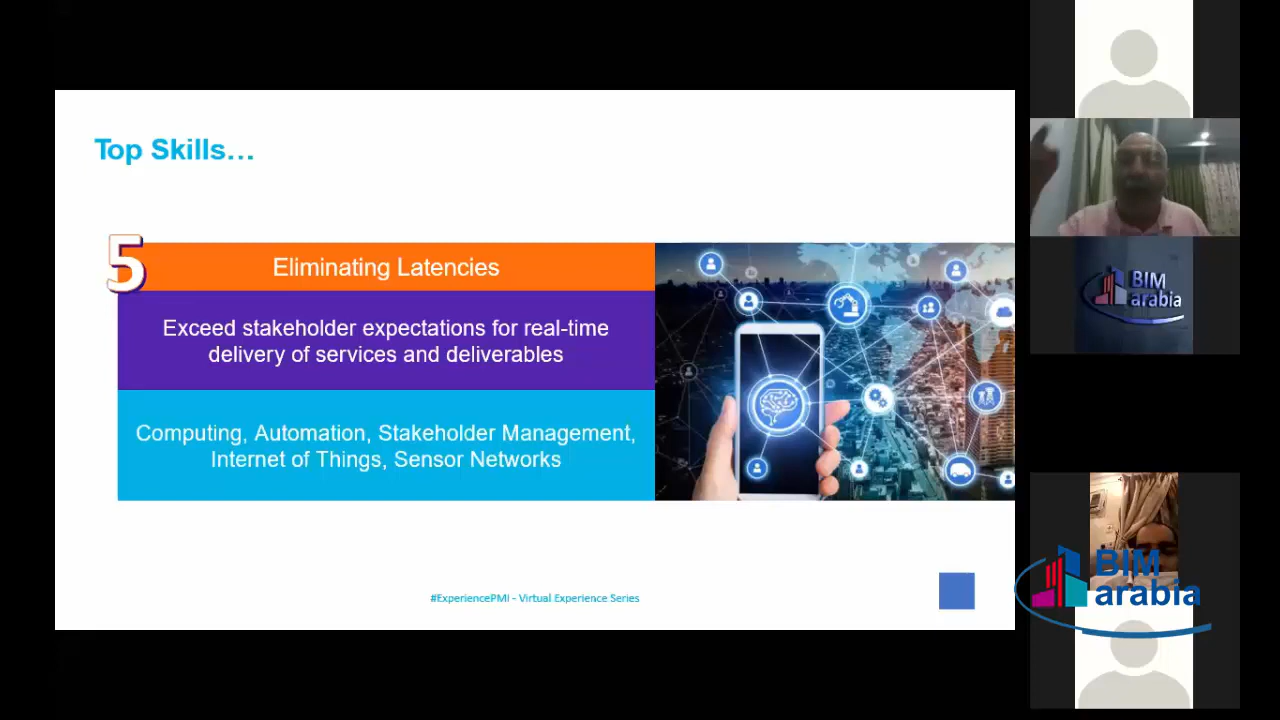 Top Skills…
5
Eliminating Latencies
Exceed stakeholder expectations for real-time
delivery of services and deliverables
Computing, Automation, Stakeholder Management,
Internet of Things, Sensor Networks
#ExperiencePMI - Virtual Experience Series
BIM
arabia
BIM
arabia